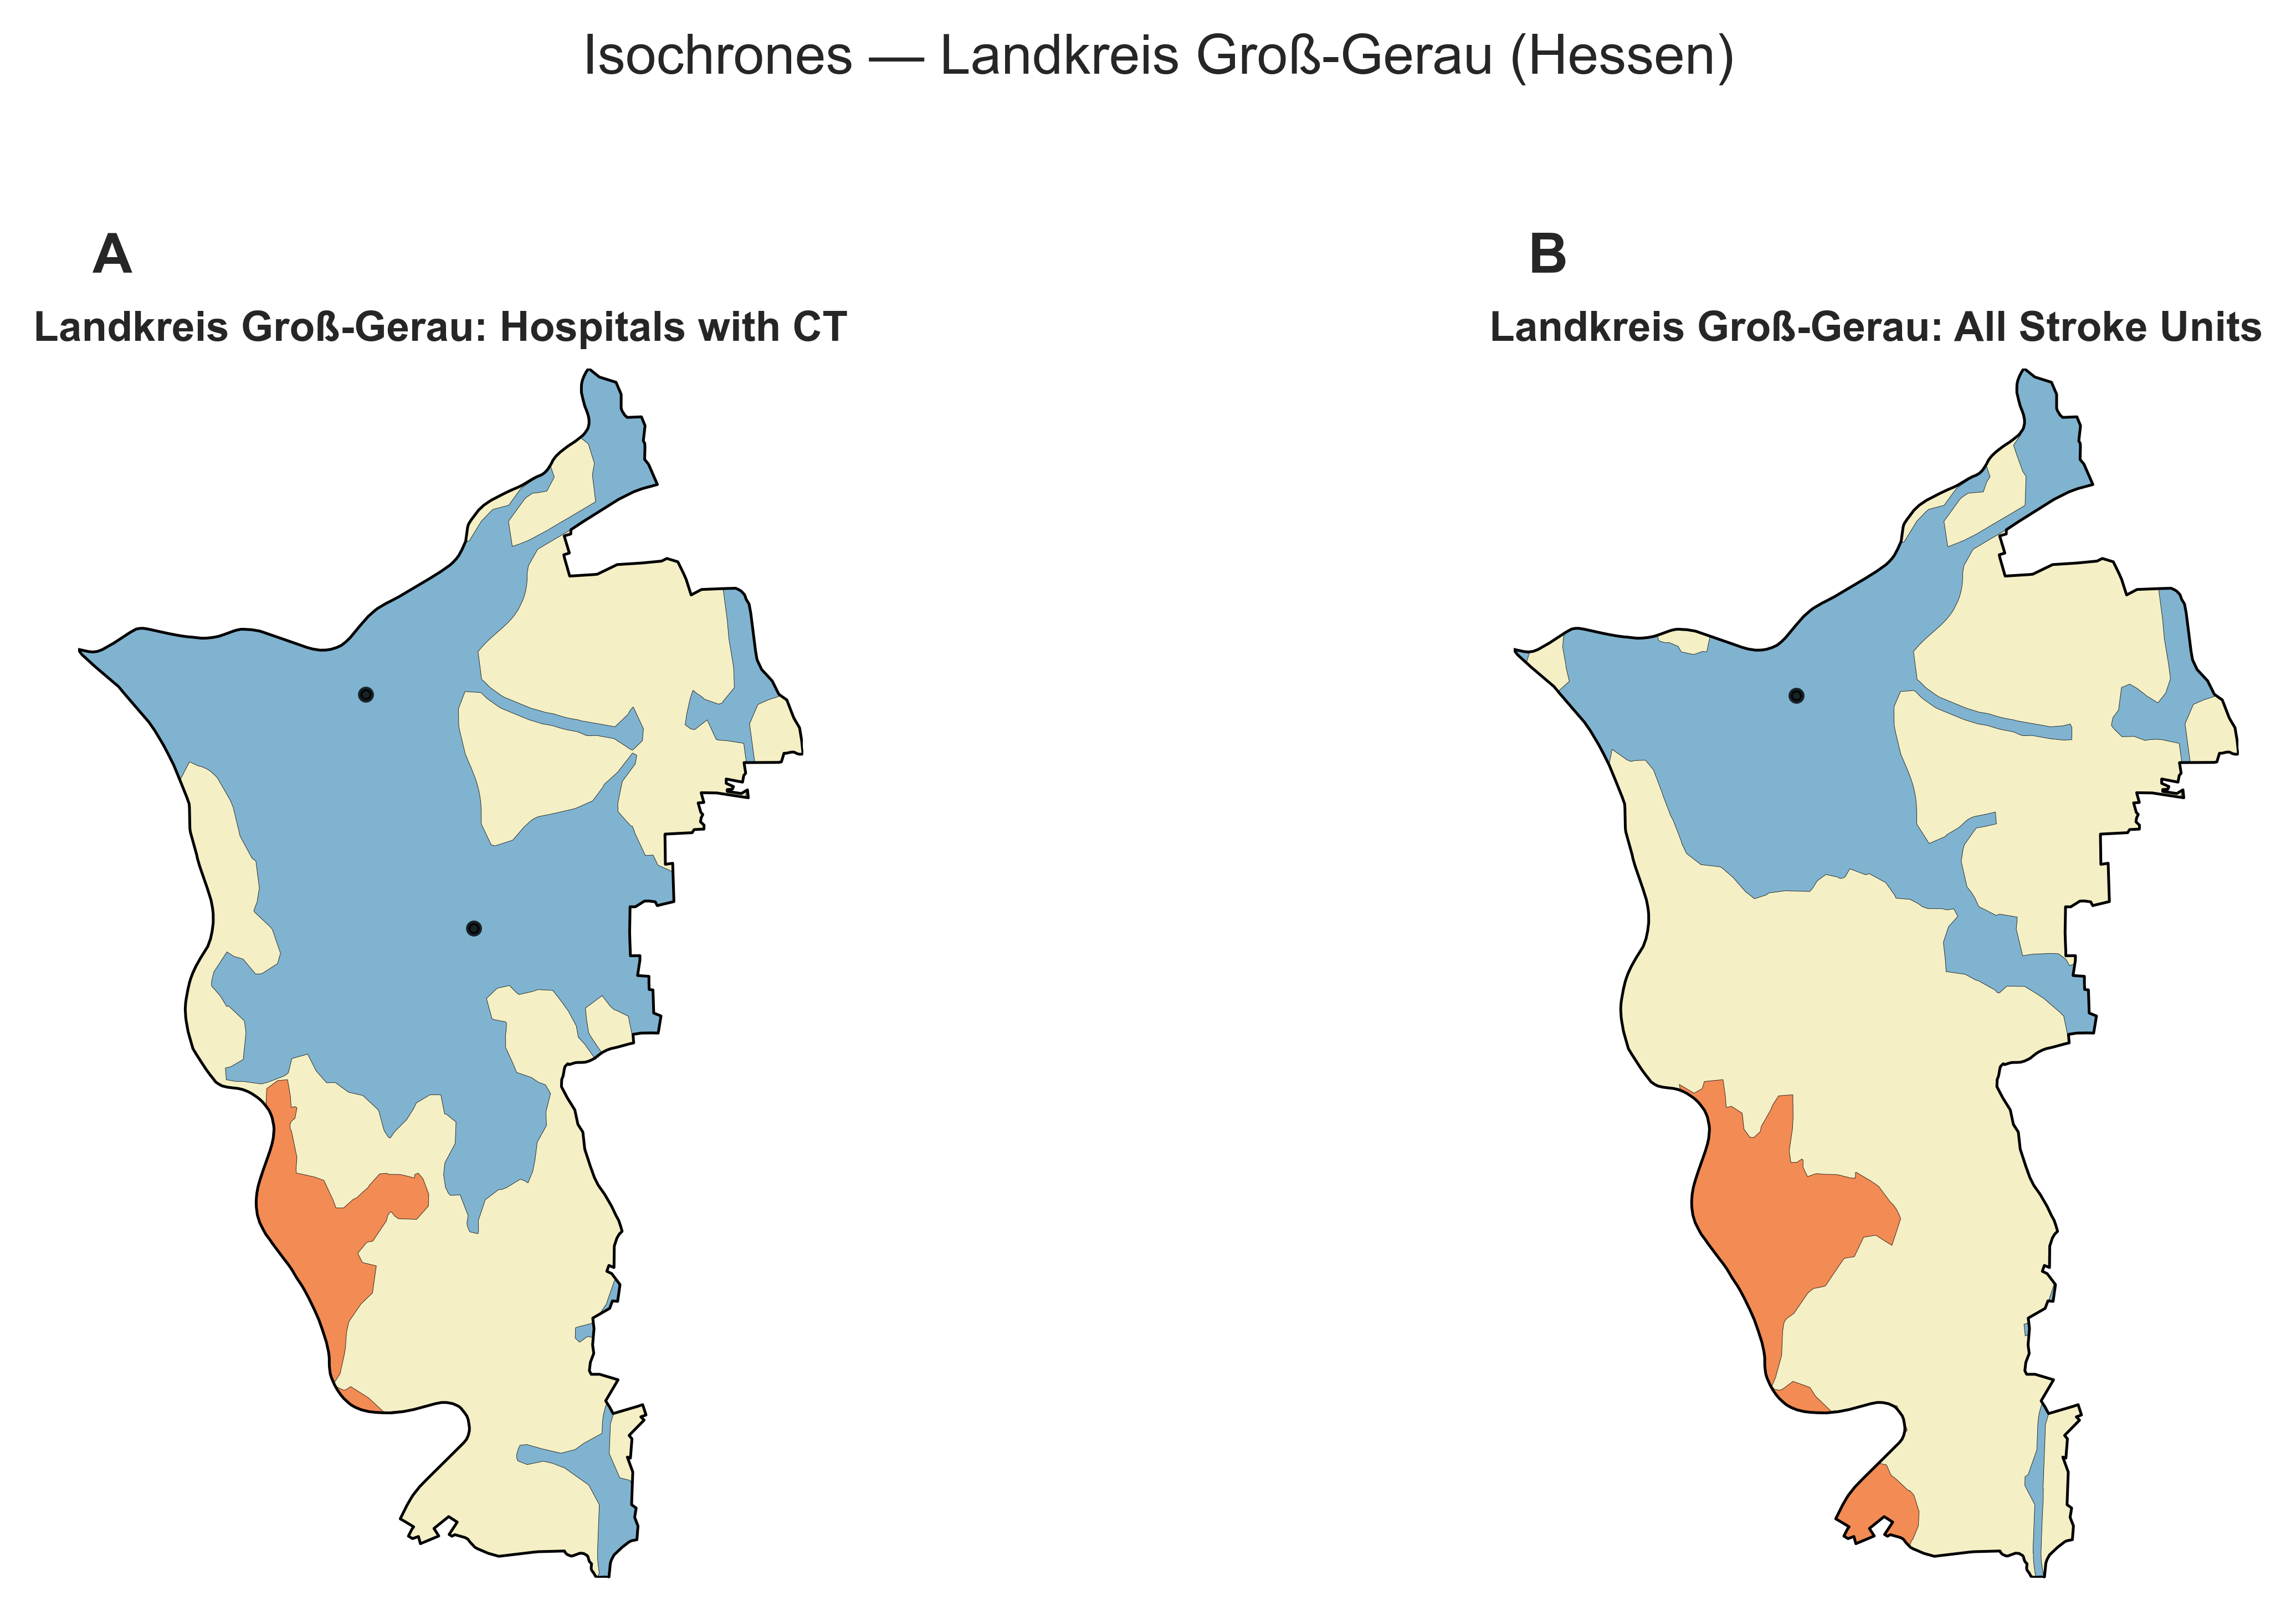 Isochrones — Landkreis Groß-Gerau (Hessen)
A
B
Landkreis Groß-Gerau: Hospitals with CT
Landkreis Groß-Gerau: All Stroke Units